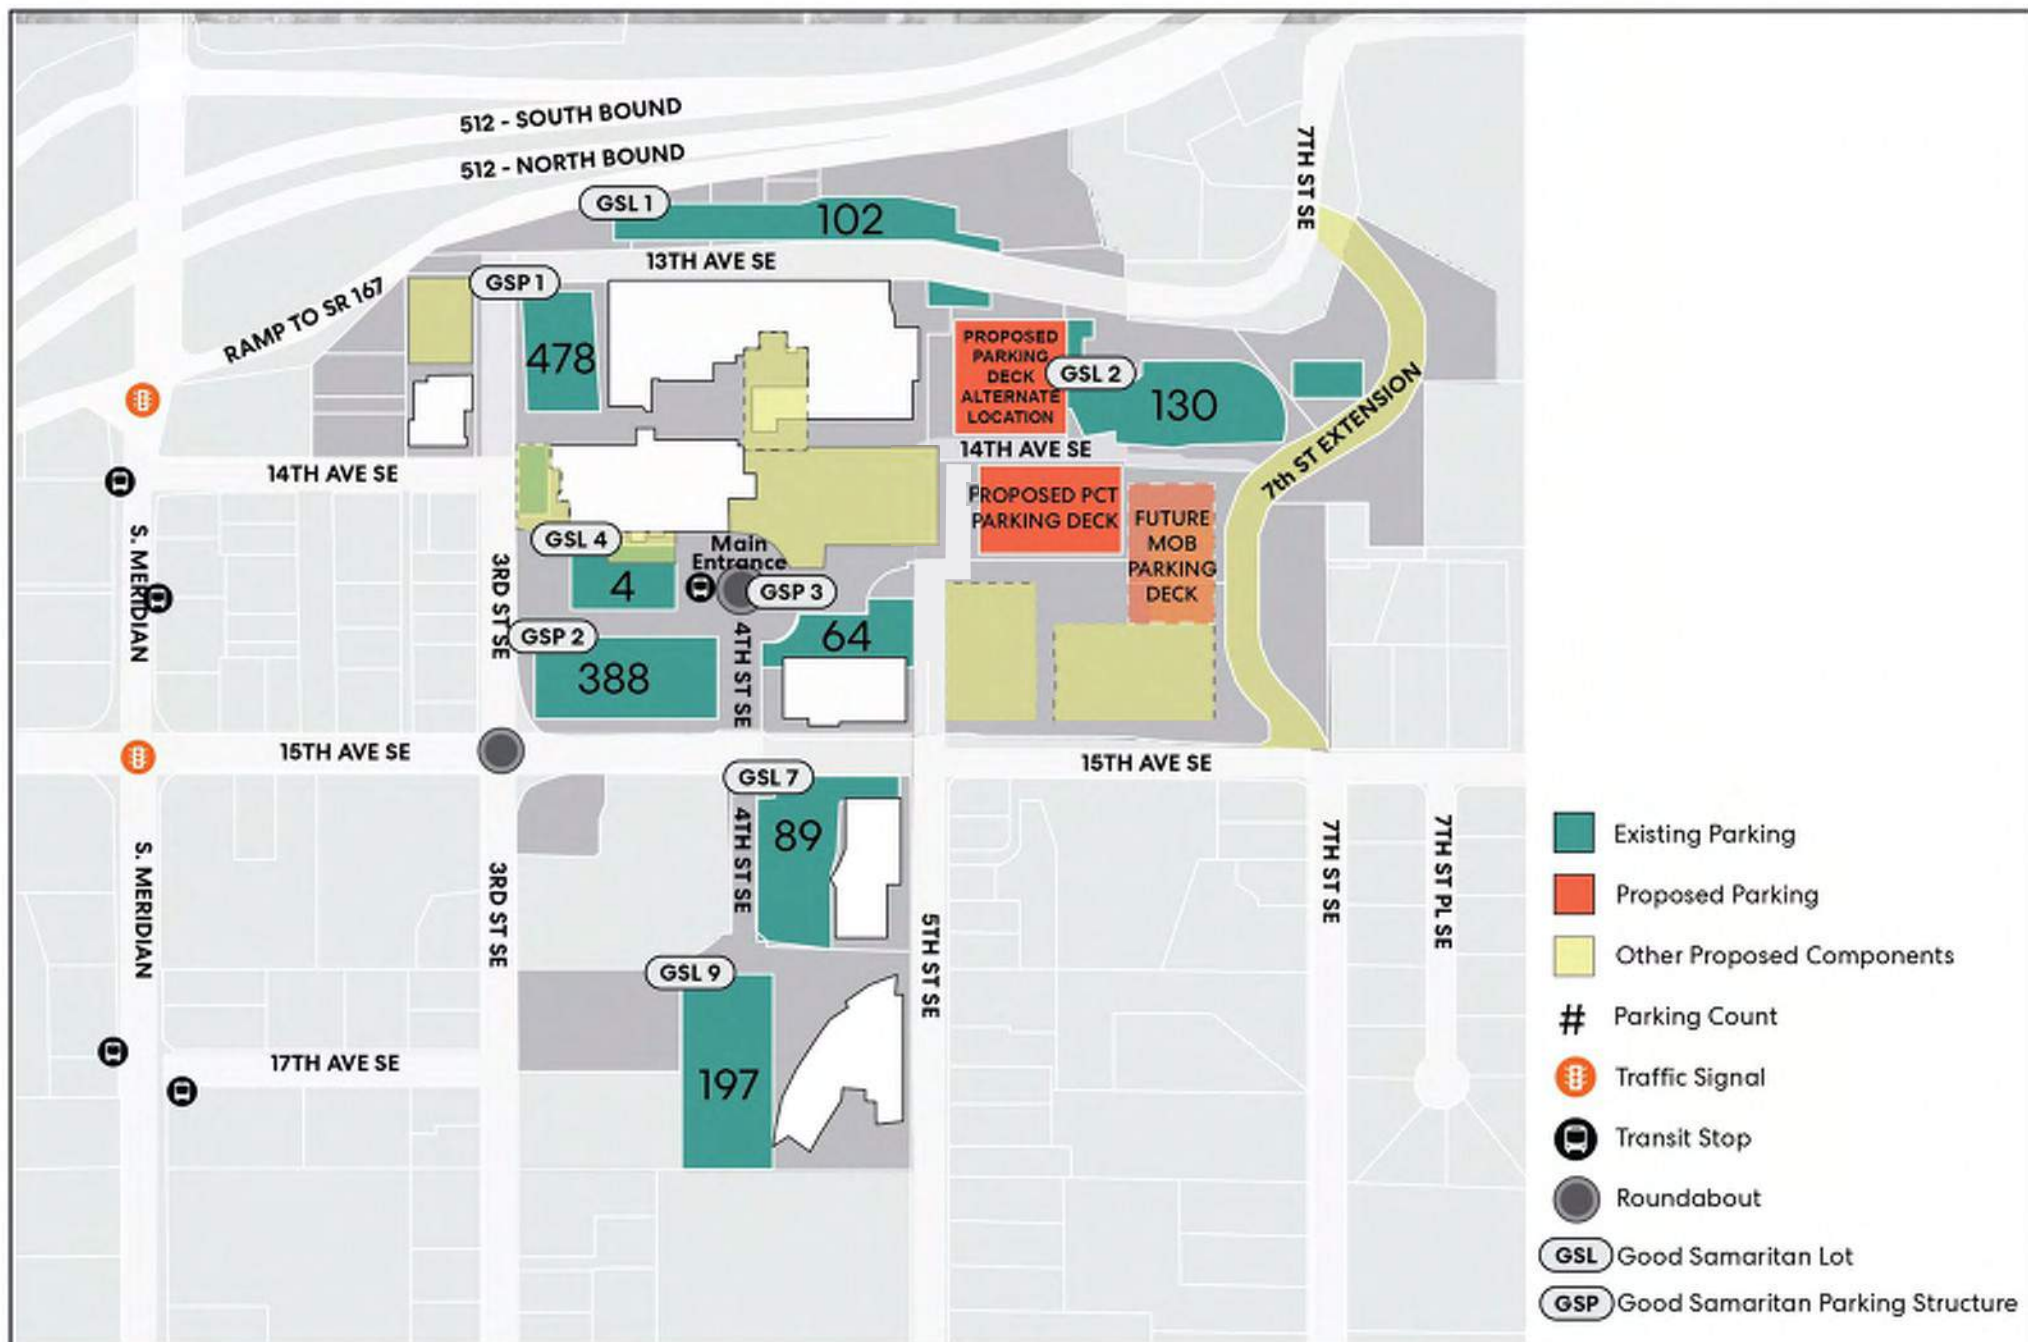 512 - SOUTH BOUND
512 - NORTH BOUND
7TH ST SE
GSL 1
102
13TH AVE SE
GSP 1
RAMP TO SR 167
478
PROPOSED
PARKING
DECK
ALTERNATE
LOCATION
GSL 2
130
14TH AVE SE
14TH AVE SE
7th ST EXTENSION
PROPOSED PCT
PARKING DECK
FUTURE
MOB
PARKING
DECK
S. MERIDIAN
3RD ST SE
GSL 4
4
Main
Entrance
GSP 3
GSP 2
388
4TH ST SE
64
15TH AVE SE
15TH AVE SE
GSL 7
89
4TH ST SE
S. MERIDIAN
3RD ST SE
5TH ST SE
7TH ST SE
7TH ST PL SE
GSL 9
197
17TH AVE SE
Existing Parking
Proposed Parking
Other Proposed Components
# Parking Count
Traffic Signal
Transit Stop
Roundabout
GSL Good Samaritan Lot
GSP Good Samaritan Parking Structure